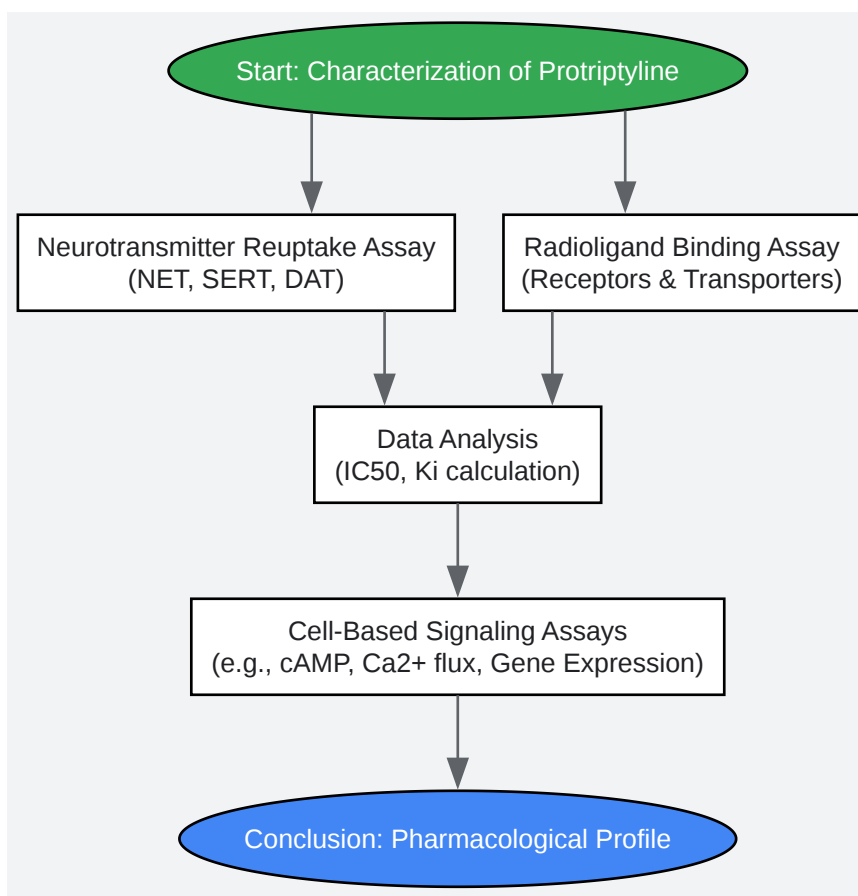 Start: Characterization of Protriptyline
Neurotransmitter Reuptake Assay
(NET, SERT, DAT)
Radioligand Binding Assay
(Receptors & Transporters)
Data Analysis
(IC50, Ki calculation)
Cell-Based Signaling Assays
(e.g., cAMP, Ca2+ flux, Gene Expression)
Conclusion: Pharmacological Profile